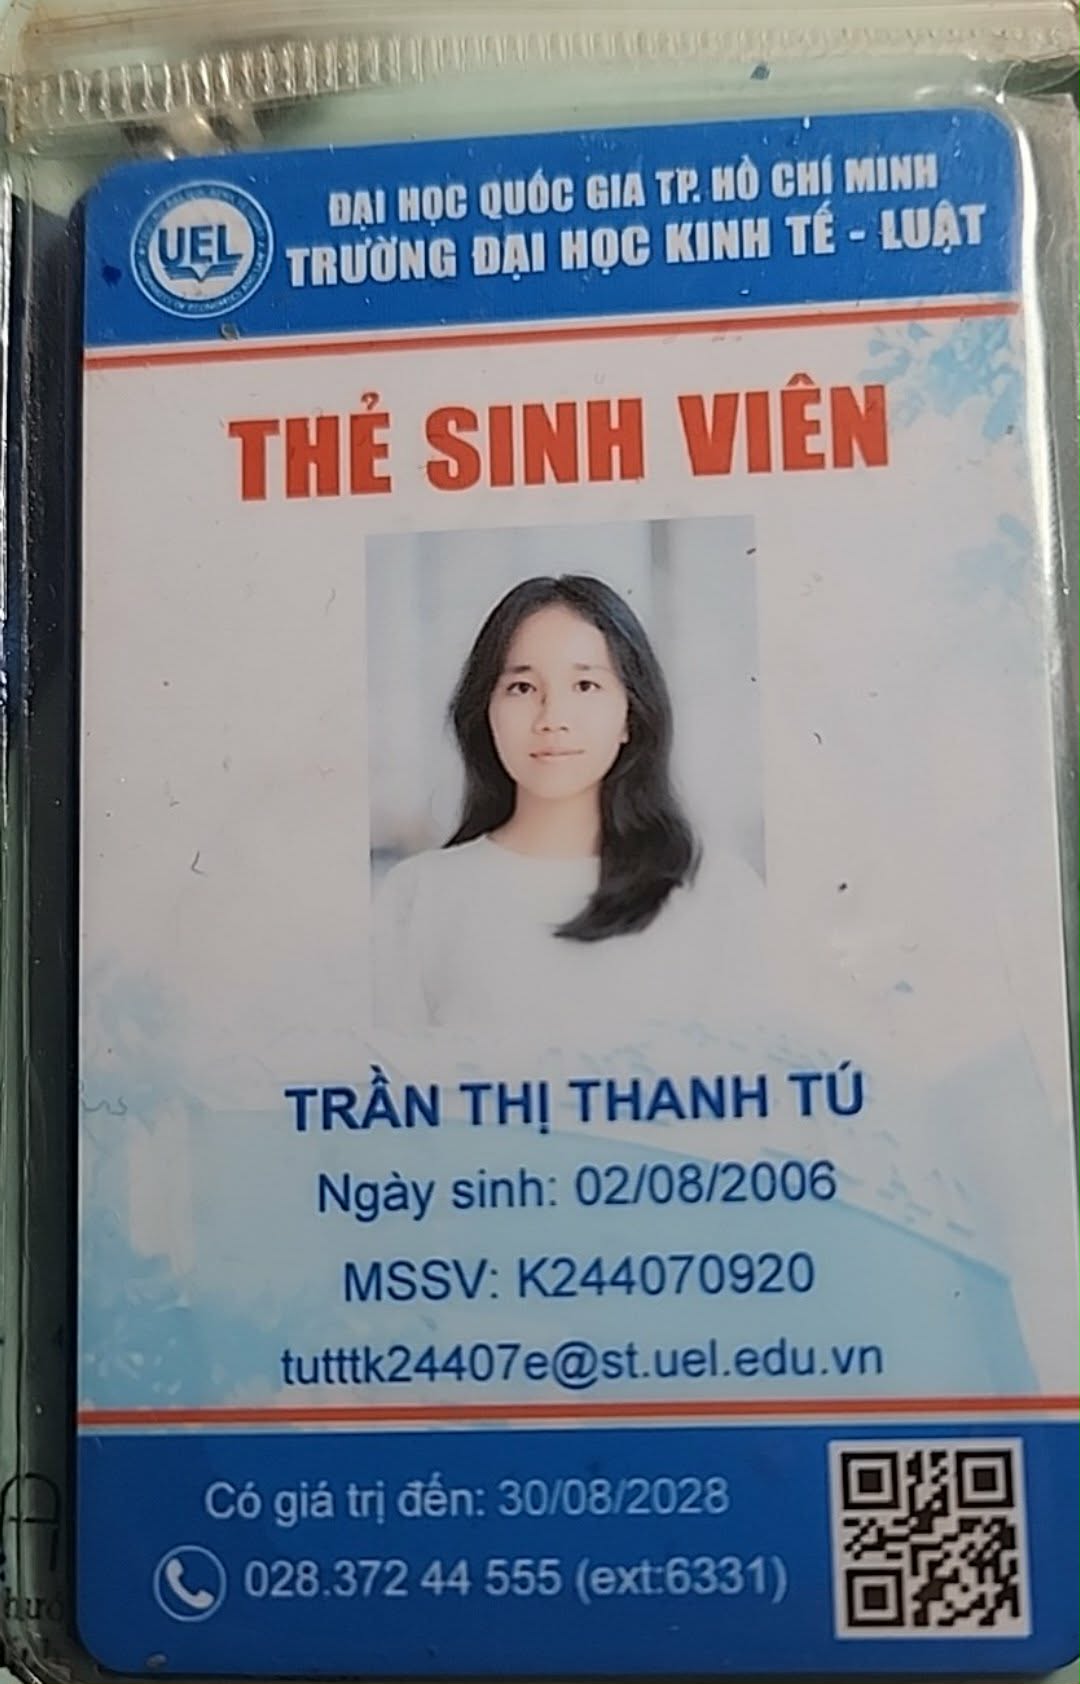 UEL
ĐẠI HỌC QUỐC GIA TP. HỒ CHÍ MINH
TRƯỜNG ĐẠI HỌC KINH TẾ - LUẬT
THẺ SINH VIÊN
TRẦN THỊ THANH TÚ
Ngày sinh: 02/08/2006
MSSV: K244070920
tutttk24407e@st.uel.edu.vn
Có giá trị đến: 30/08/2028
028.372 44 555 (ext:6331)